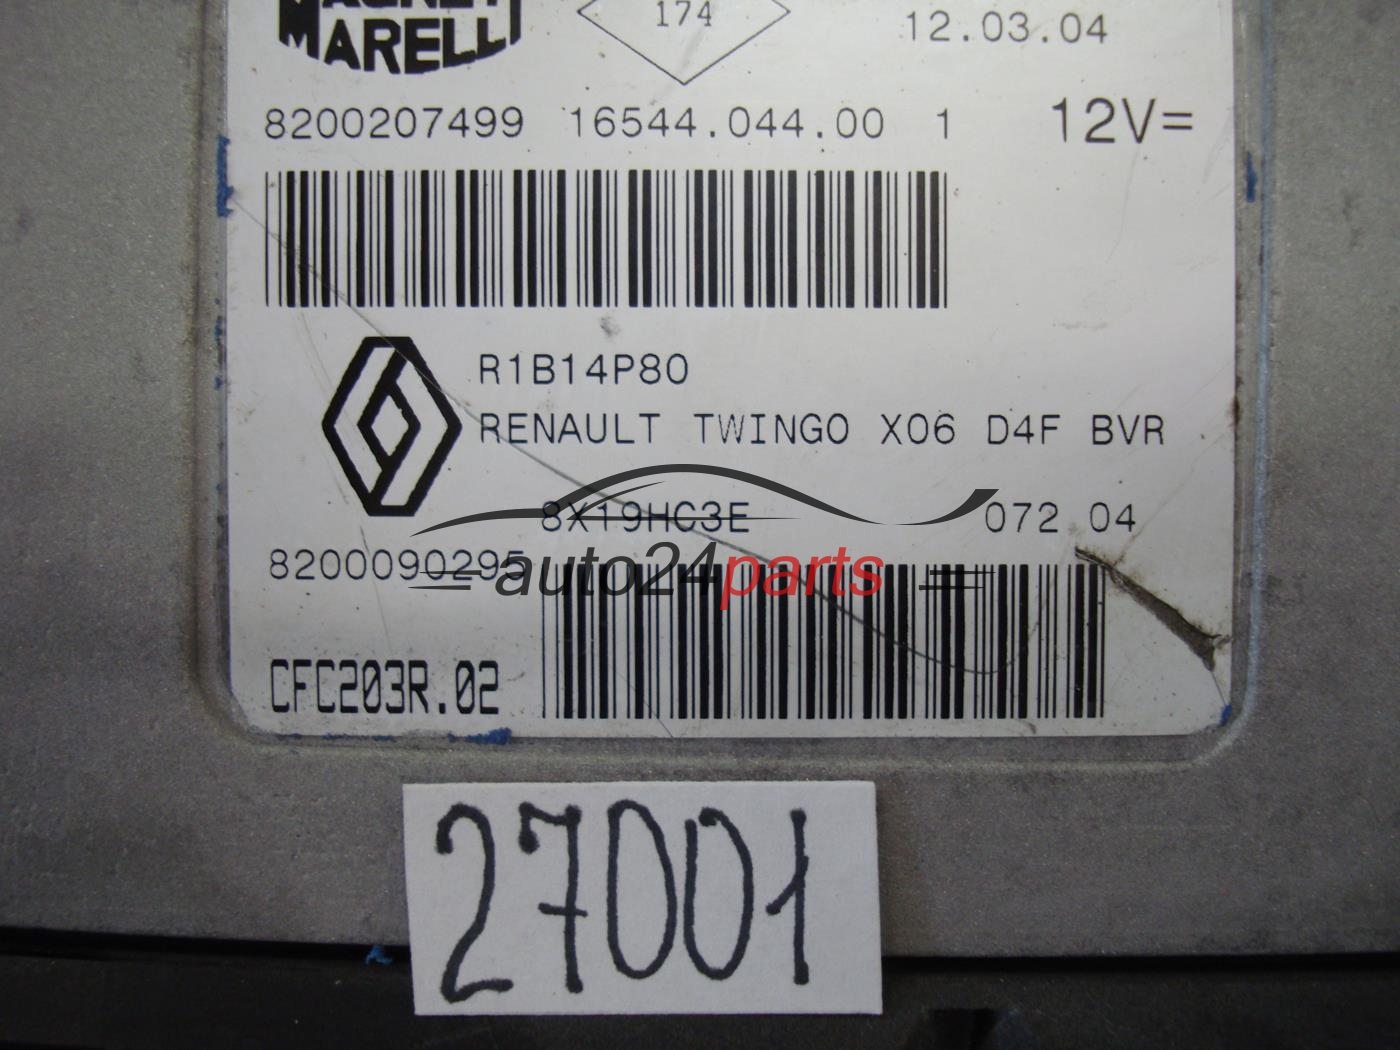 MAGNETI
MARELLI
174
12.03.04
8200207499 16544.044.00 1 12V=
R1B14P80
RENAULT TWINGO X06 D4F BVR
8X19HC3E 072 04
8200090295
auto24parts
CFC203R.02
27001